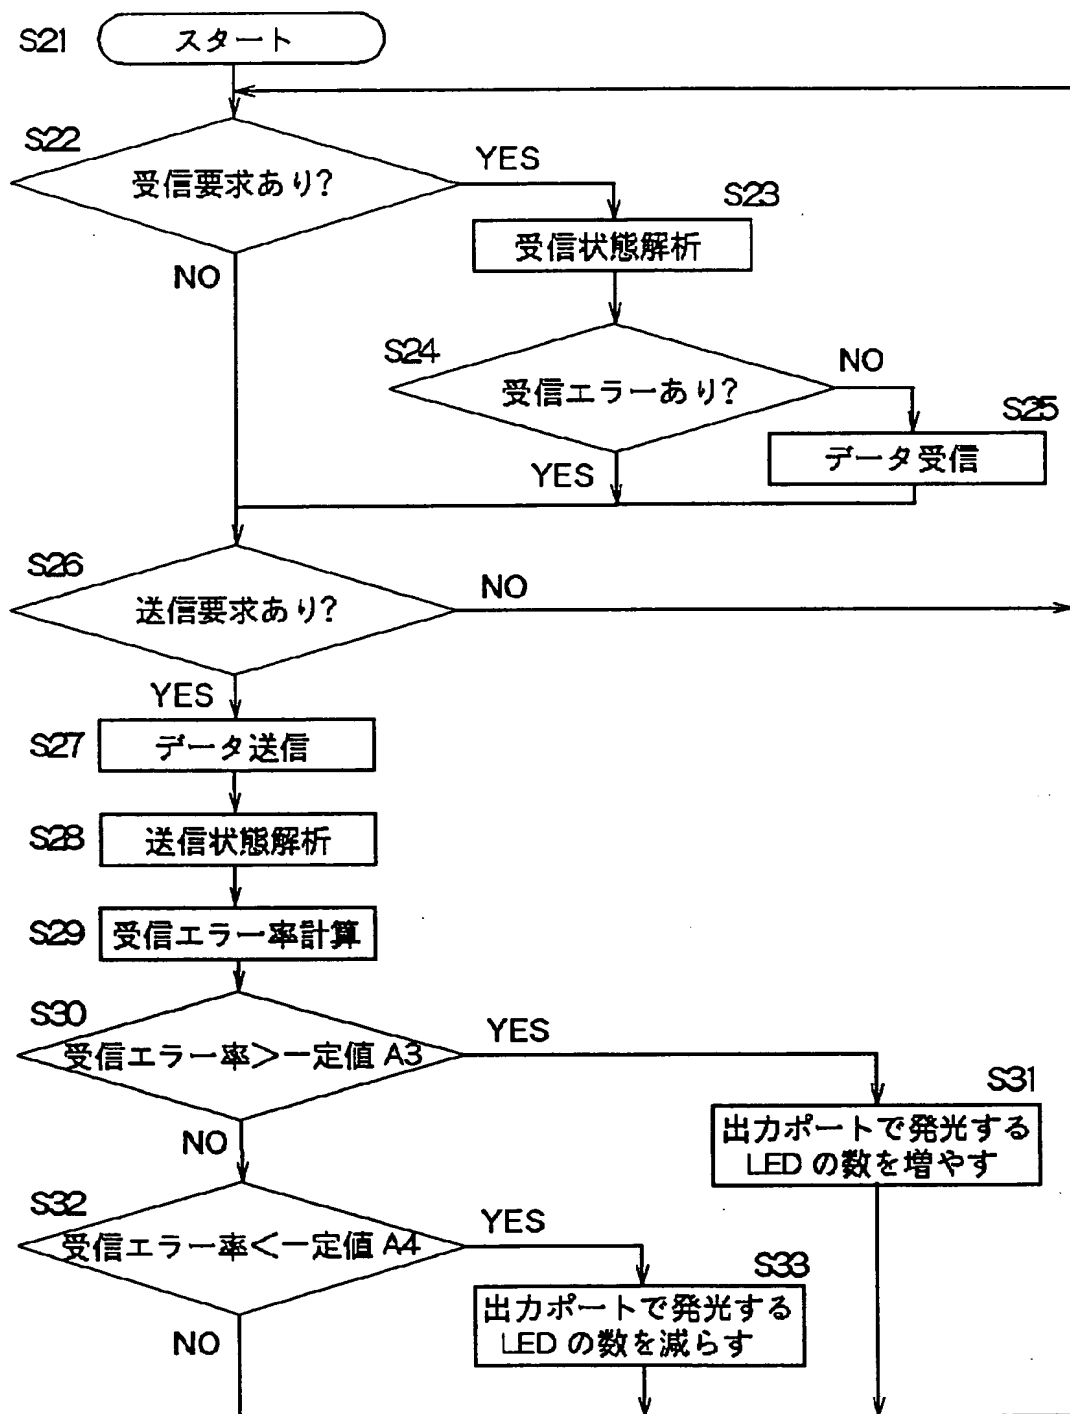 S21 スタート
S22
受信要求あり?
YES
NO
S23
受信状態解析
S24
受信エラーあり?
NO
YES
S25
データ受信
S26
送信要求あり?
NO
YES
S27 データ送信
S28 送信状態解析
S29 受信エラー率計算
S30
受信エラー率>一定値 A3
YES
NO
S31
出力ポートで発光する
LED の数を増やす
S32
受信エラー率<一定値 A4
YES
NO
S33
出力ポートで発光する
LED の数を減らす